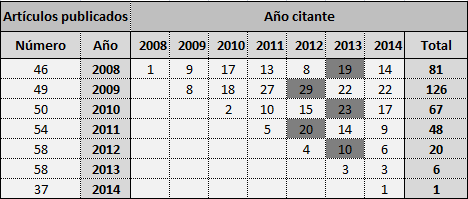 Artículos publicados Año citante
Número Año 2008 2009 2010 2011 2012 2013 2014 Total
46 2008 1 9 17 13 8 19 14 81
49 2009 8 18 27 29 22 22 126
50 2010 2 10 15 23 17 67
54 2011 5 20 14 9 48
58 2012 4 10 6 20
58 2013 3 3 6
37 2014 1 1